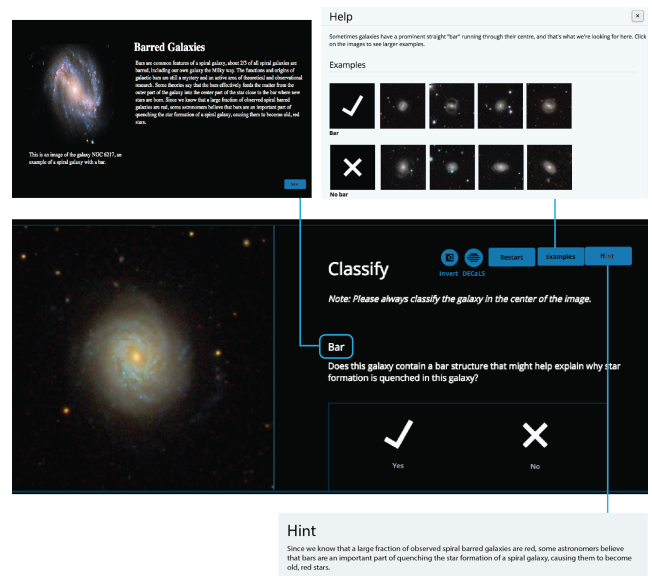 Barred Galaxies
Bars are common features of a spiral galaxy, about 2/3 of all spiral galaxies are
barred, including our own galaxy the Milky way. The functions and origins of
galactic bars are still a mystery and an active area of theoretical and observational
research. Some theories say that the bars effectively feeds the matter from the
outer part of the galaxy into the center part of the star close to the bar where new
stars are born. Since we know that a large fraction of observed spiral barred
galaxies are red, some astronomers believe that bars are an important part of
quenching the star formation of a spiral galaxy, causing them to become old, red
stars.
This is an image of the galaxy NGC 6217, an
example of a spiral galaxy with a bar.
Help
×
Sometimes galaxies have a prominent straight "bar" running through their centre, and that's what we're looking for here. Click
on the images to see larger examples.
Examples
Bar
No bar
Classify
Invert
DECaLS
Restart
Examples
Hint
Note: Please always classify the galaxy in the center of the image.
Bar
Does this galaxy contain a bar structure that might help explain why star
formation is quenched in this galaxy?
Yes
No
Hint
Since we know that a large fraction of observed spiral barred galaxies are red, some astronomers believe
that bars are an important part of quenching the star formation of a spiral galaxy, causing them to become
old, red stars.